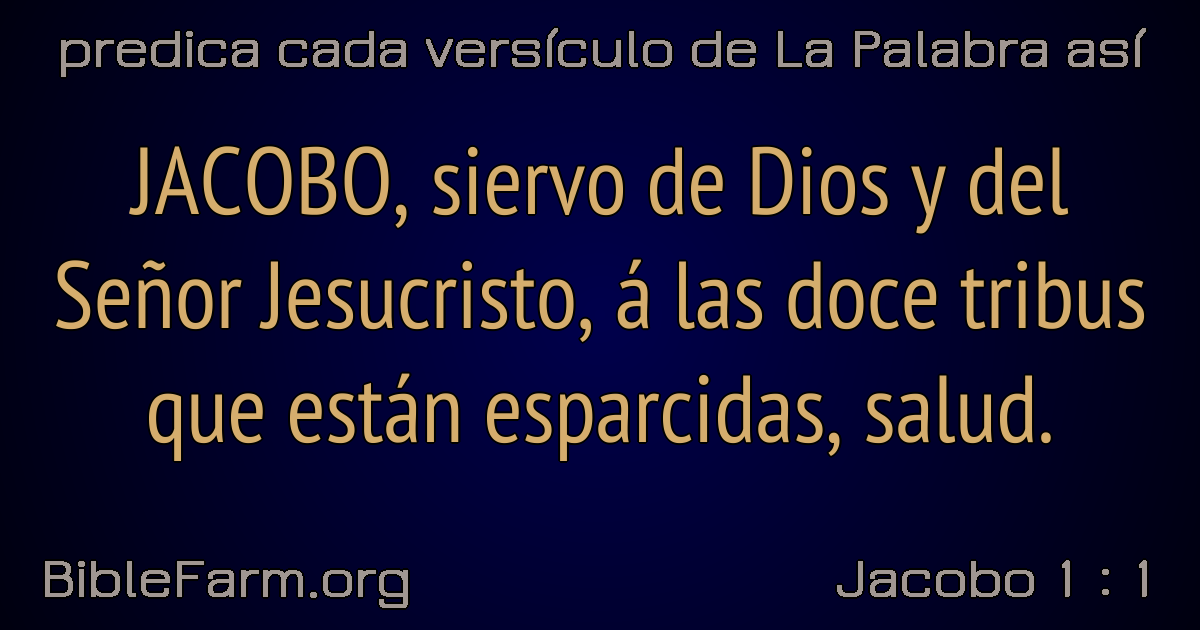 predica cada versículo de La Palabra así
JACOBO, siervo de Dios y del
Señor Jesucristo, á las doce tribus
que están esparcidas, salud.
BibleFarm.org
Jacobo 1 : 1